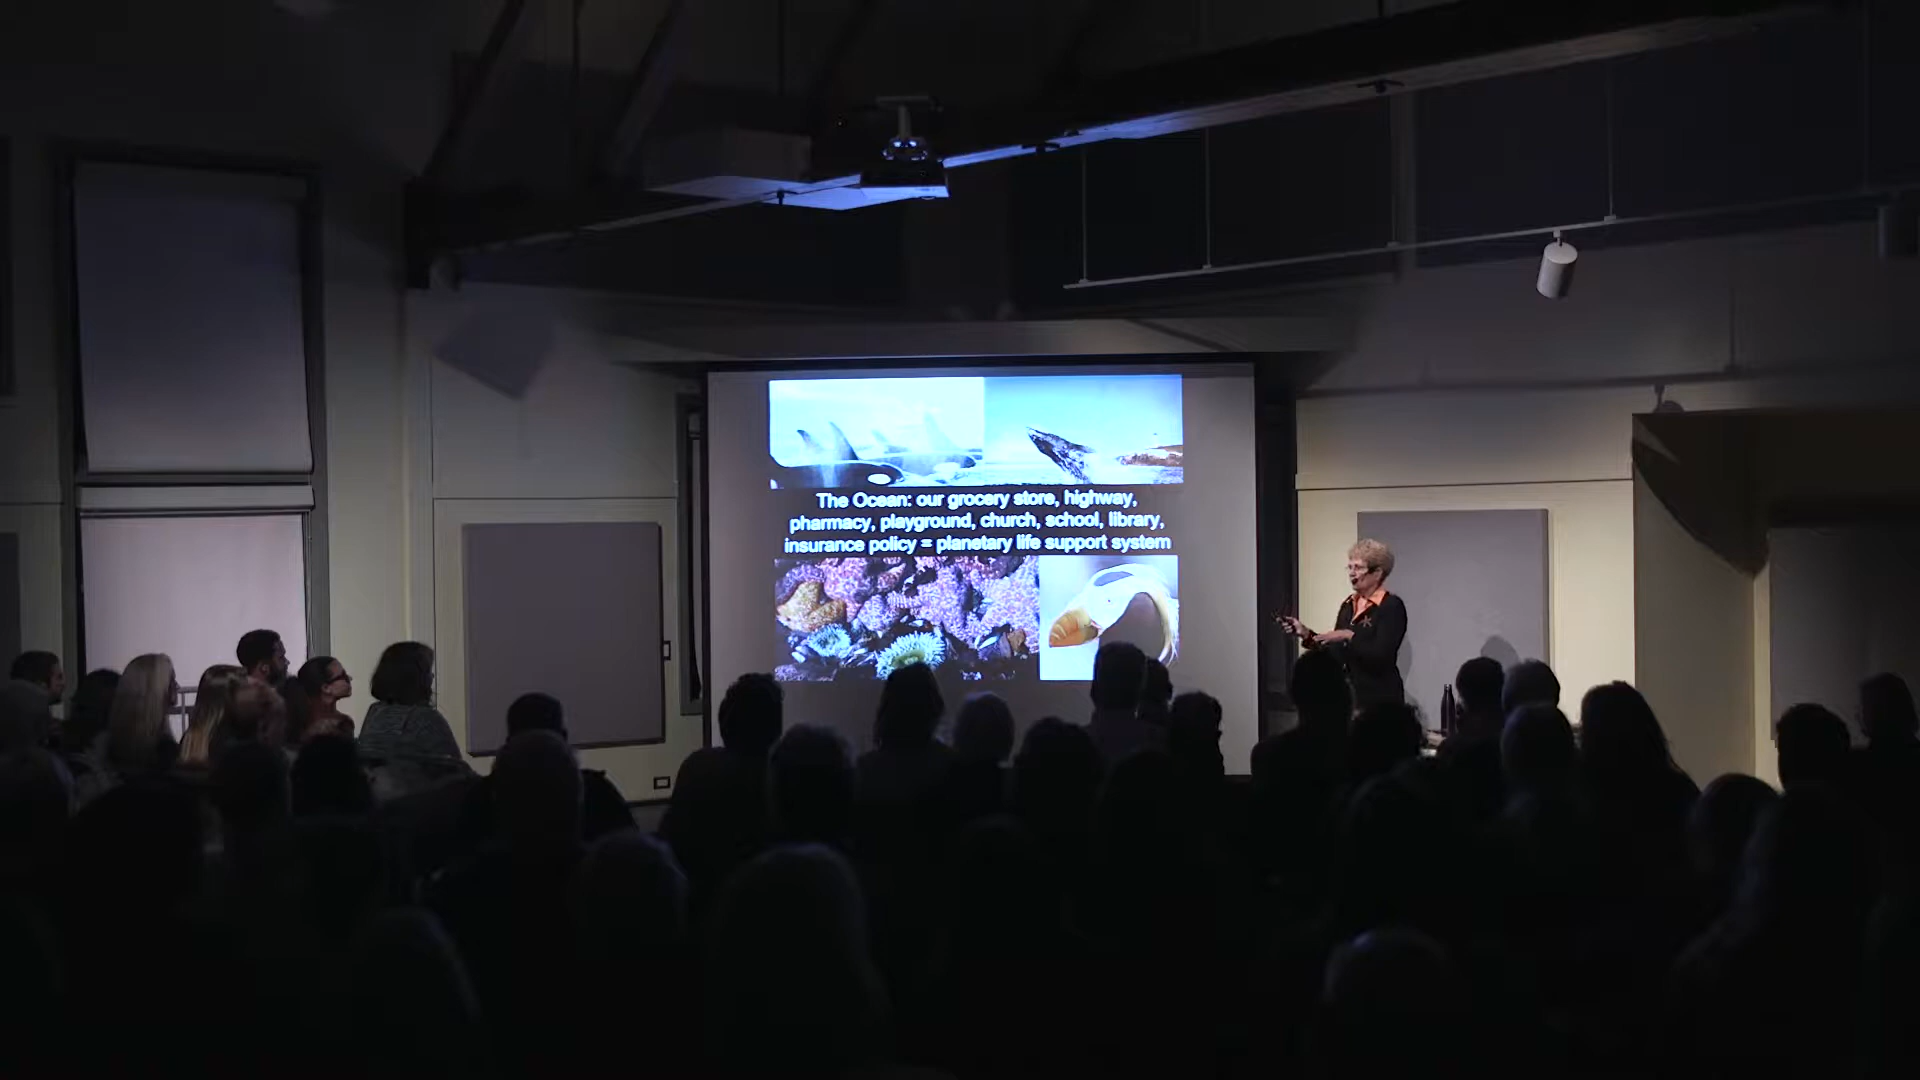 The Ocean: our grocery store, highway,
pharmacy, playground, church, school, library,
insurance policy = planetary life support system